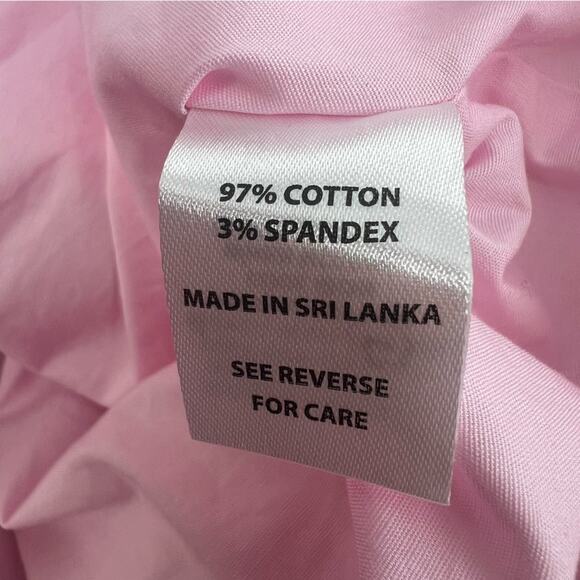 97% COTTON
3% SPANDEX
MADE IN SRI LANKA
SEE REVERSE
FOR CARE